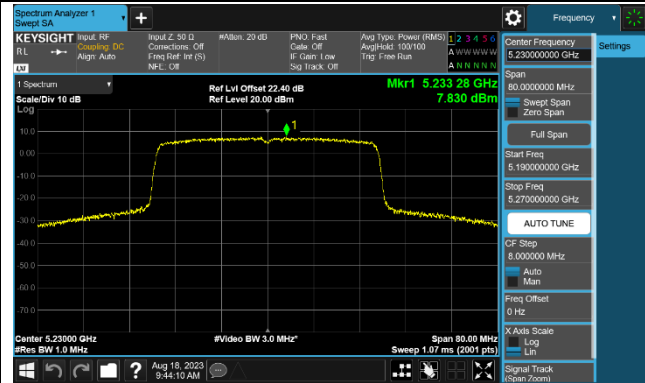 Spectrum Analyzer 1
Swept SA
Frequency
KEYSIGHT
RL
LXI
Input: RF
Coupling: DC
Align: Auto
Input Z: 50 Ω
Corrections: Off
Freq Ref: Int (S)
NFE: Off
#Atten: 20 dB
PNO: Fast
Gate: Off
IF Gain: Low
Sig Track: Off
Avg Type: Power (RMS)
Avg|Hold: 100/100
Trig: Free Run
1 2 3 4 5 6
A W W W W W
A N N N N N
1 Spectrum
Scale/Div 10 dB
Log
Ref Lvl Offset 22.40 dB
Ref Level 20.00 dBm
Mkr1 5.233 28 GHz
7.830 dBm
1
10.0
0.00
-10.0
-20.0
-30.0
-40.0
-50.0
-60.0
-70.0
Center 5.23000 GHz
#Res BW 1.0 MHz
#Video BW 3.0 MHz*
Span 80.00 MHz
Sweep 1.07 ms (2001 pts)
Aug 18, 2023
9:44:10 AM
Center Frequency
5.230000000 GHz
Settings
Span
80.0000000 MHz
Swept Span
Zero Span
Full Span
Start Freq
5.190000000 GHz
Stop Freq
5.270000000 GHz
AUTO TUNE
CF Step
8.000000 MHz
Auto
Man
Freq Offset
0 Hz
X Axis Scale
Log
Lin
Signal Track
(Span Zoom)